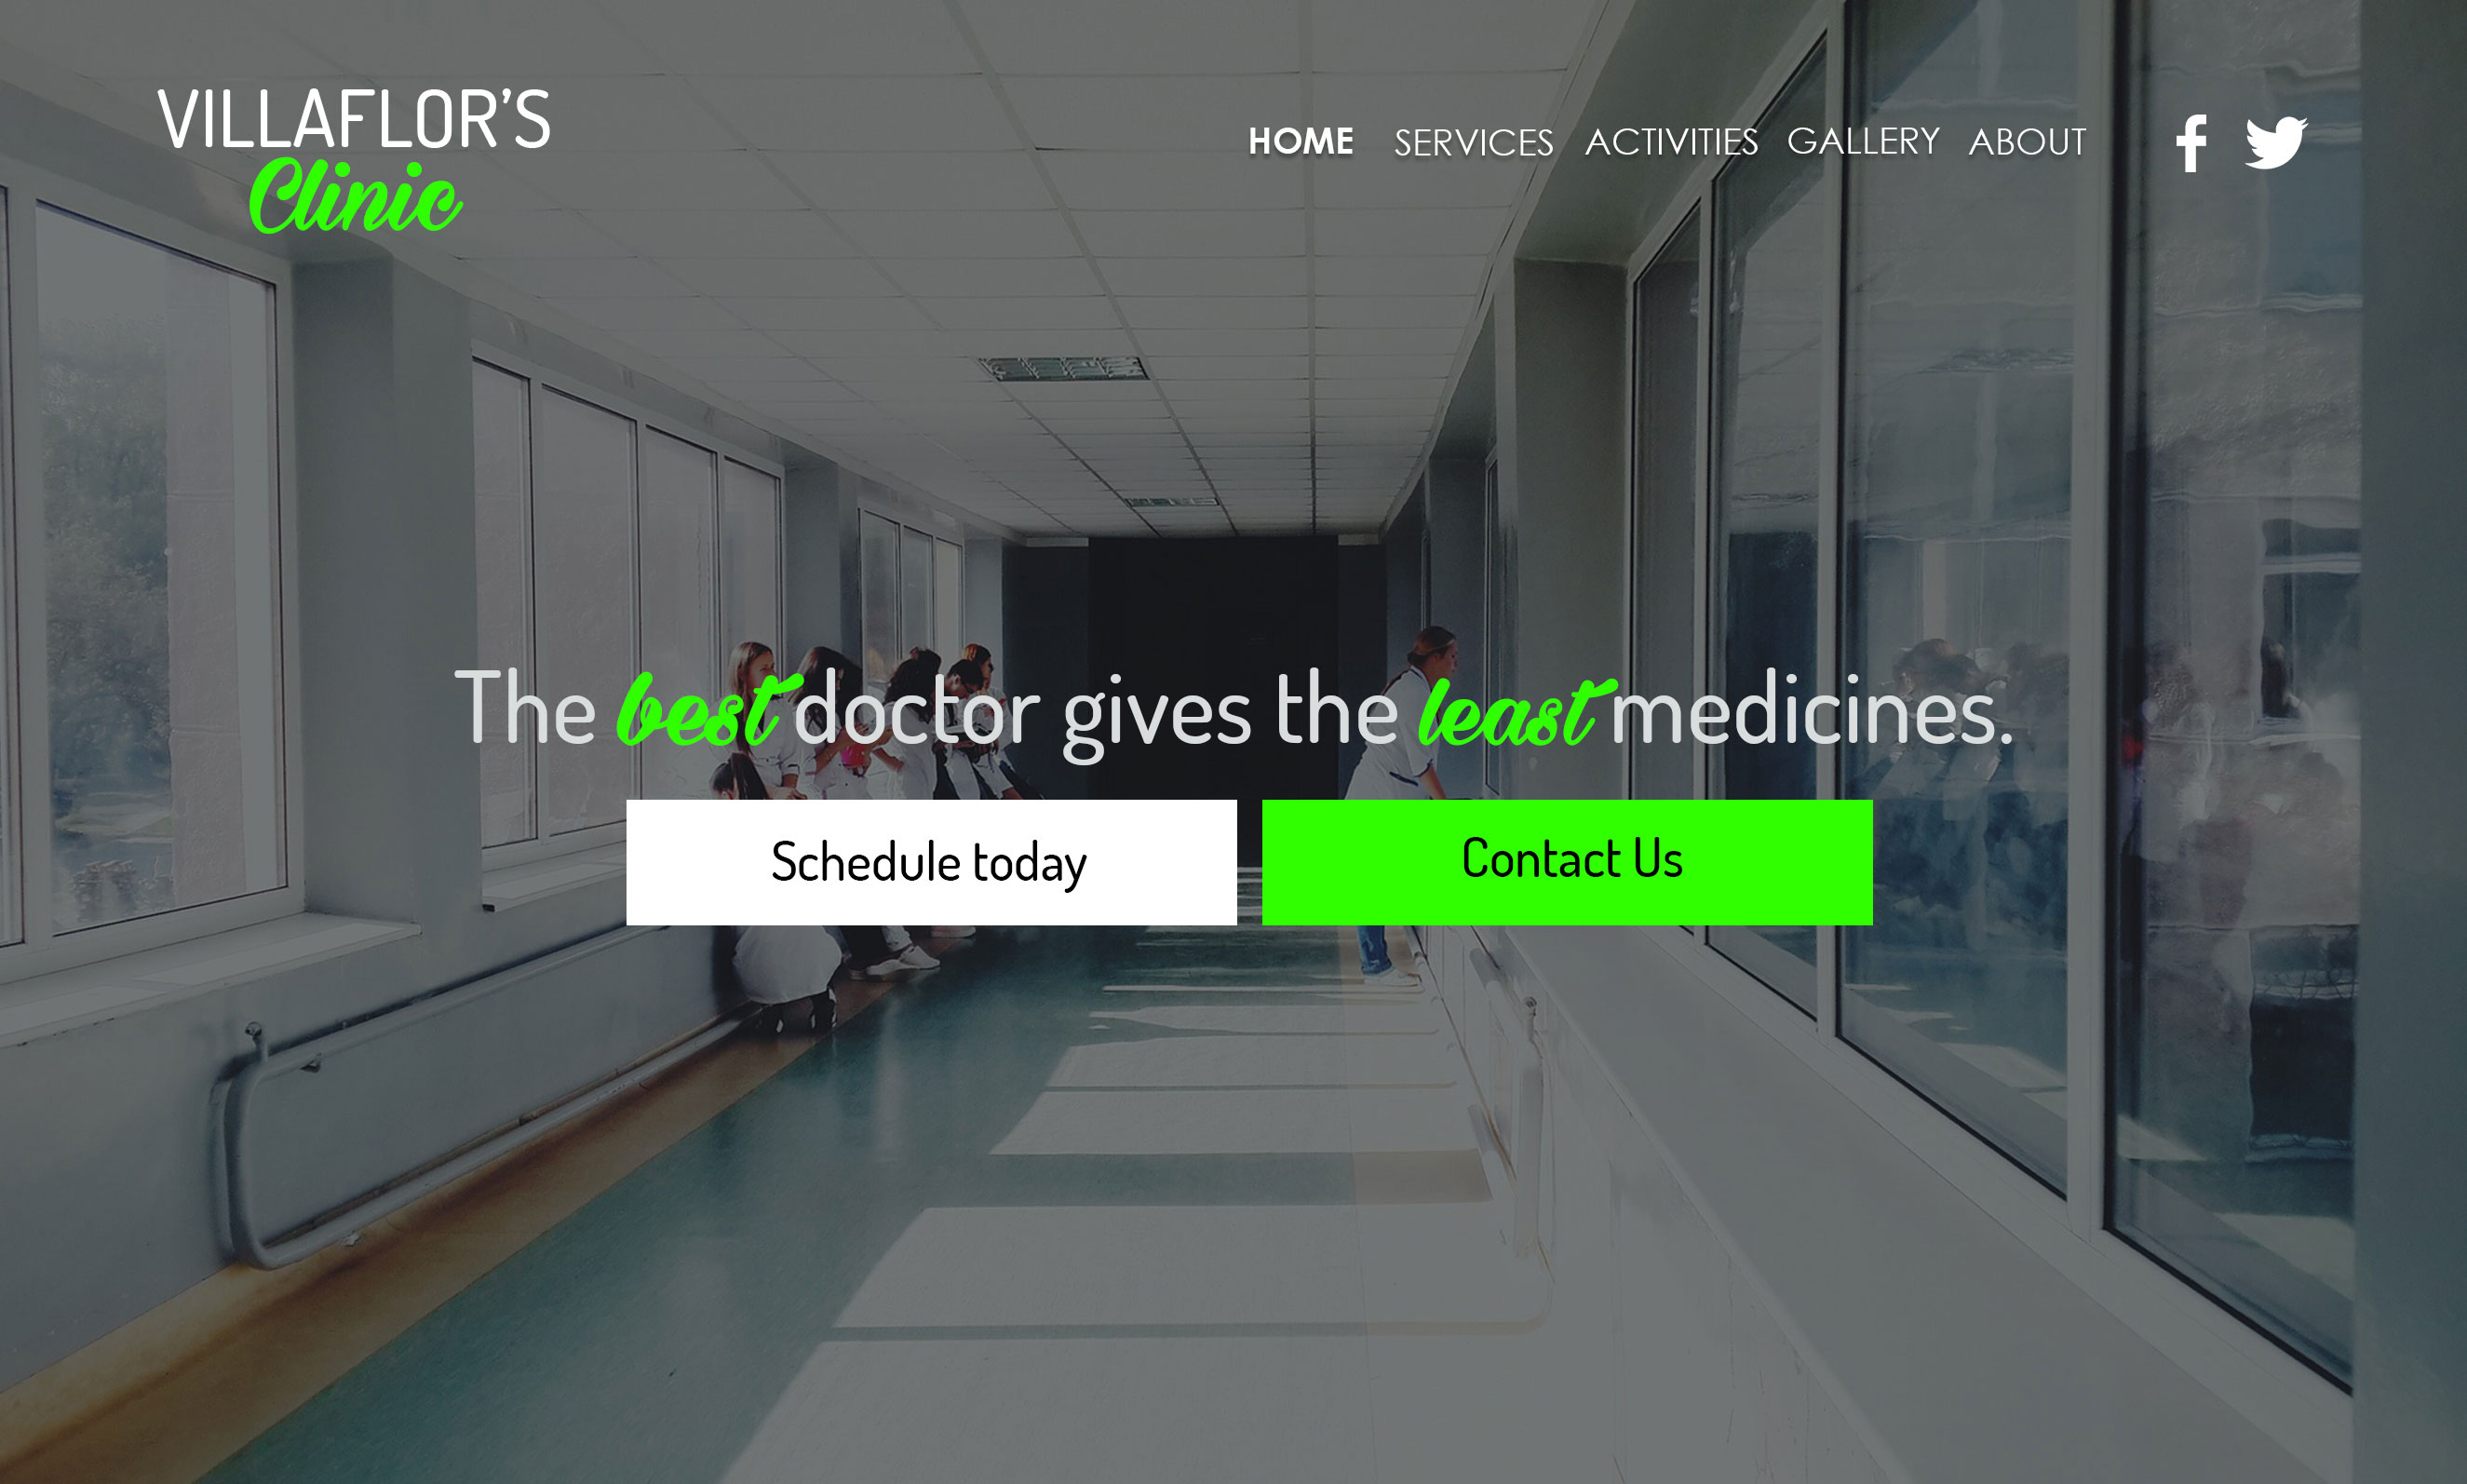 VILLAFLOR'S
Clinic
HOME SERVICES ACTIVITIES GALLERY ABOUT
The best doctor gives the least medicines.
Schedule today
Contact Us